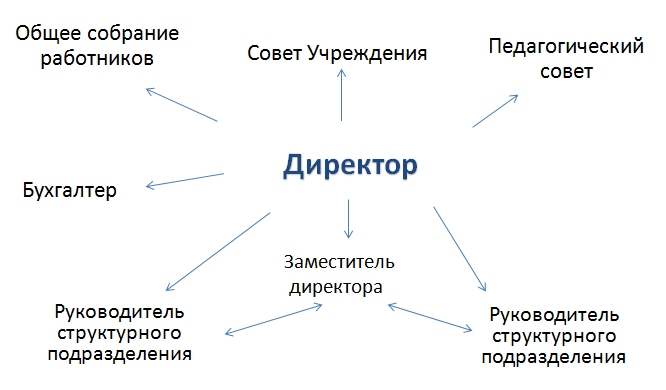 Общее собрание
работников
Совет Учреждения
Педагогический
совет
Директор
Бухгалтер
Заместитель
директора
Руководитель
структурного
подразделения
Руководитель
структурного
подразделения